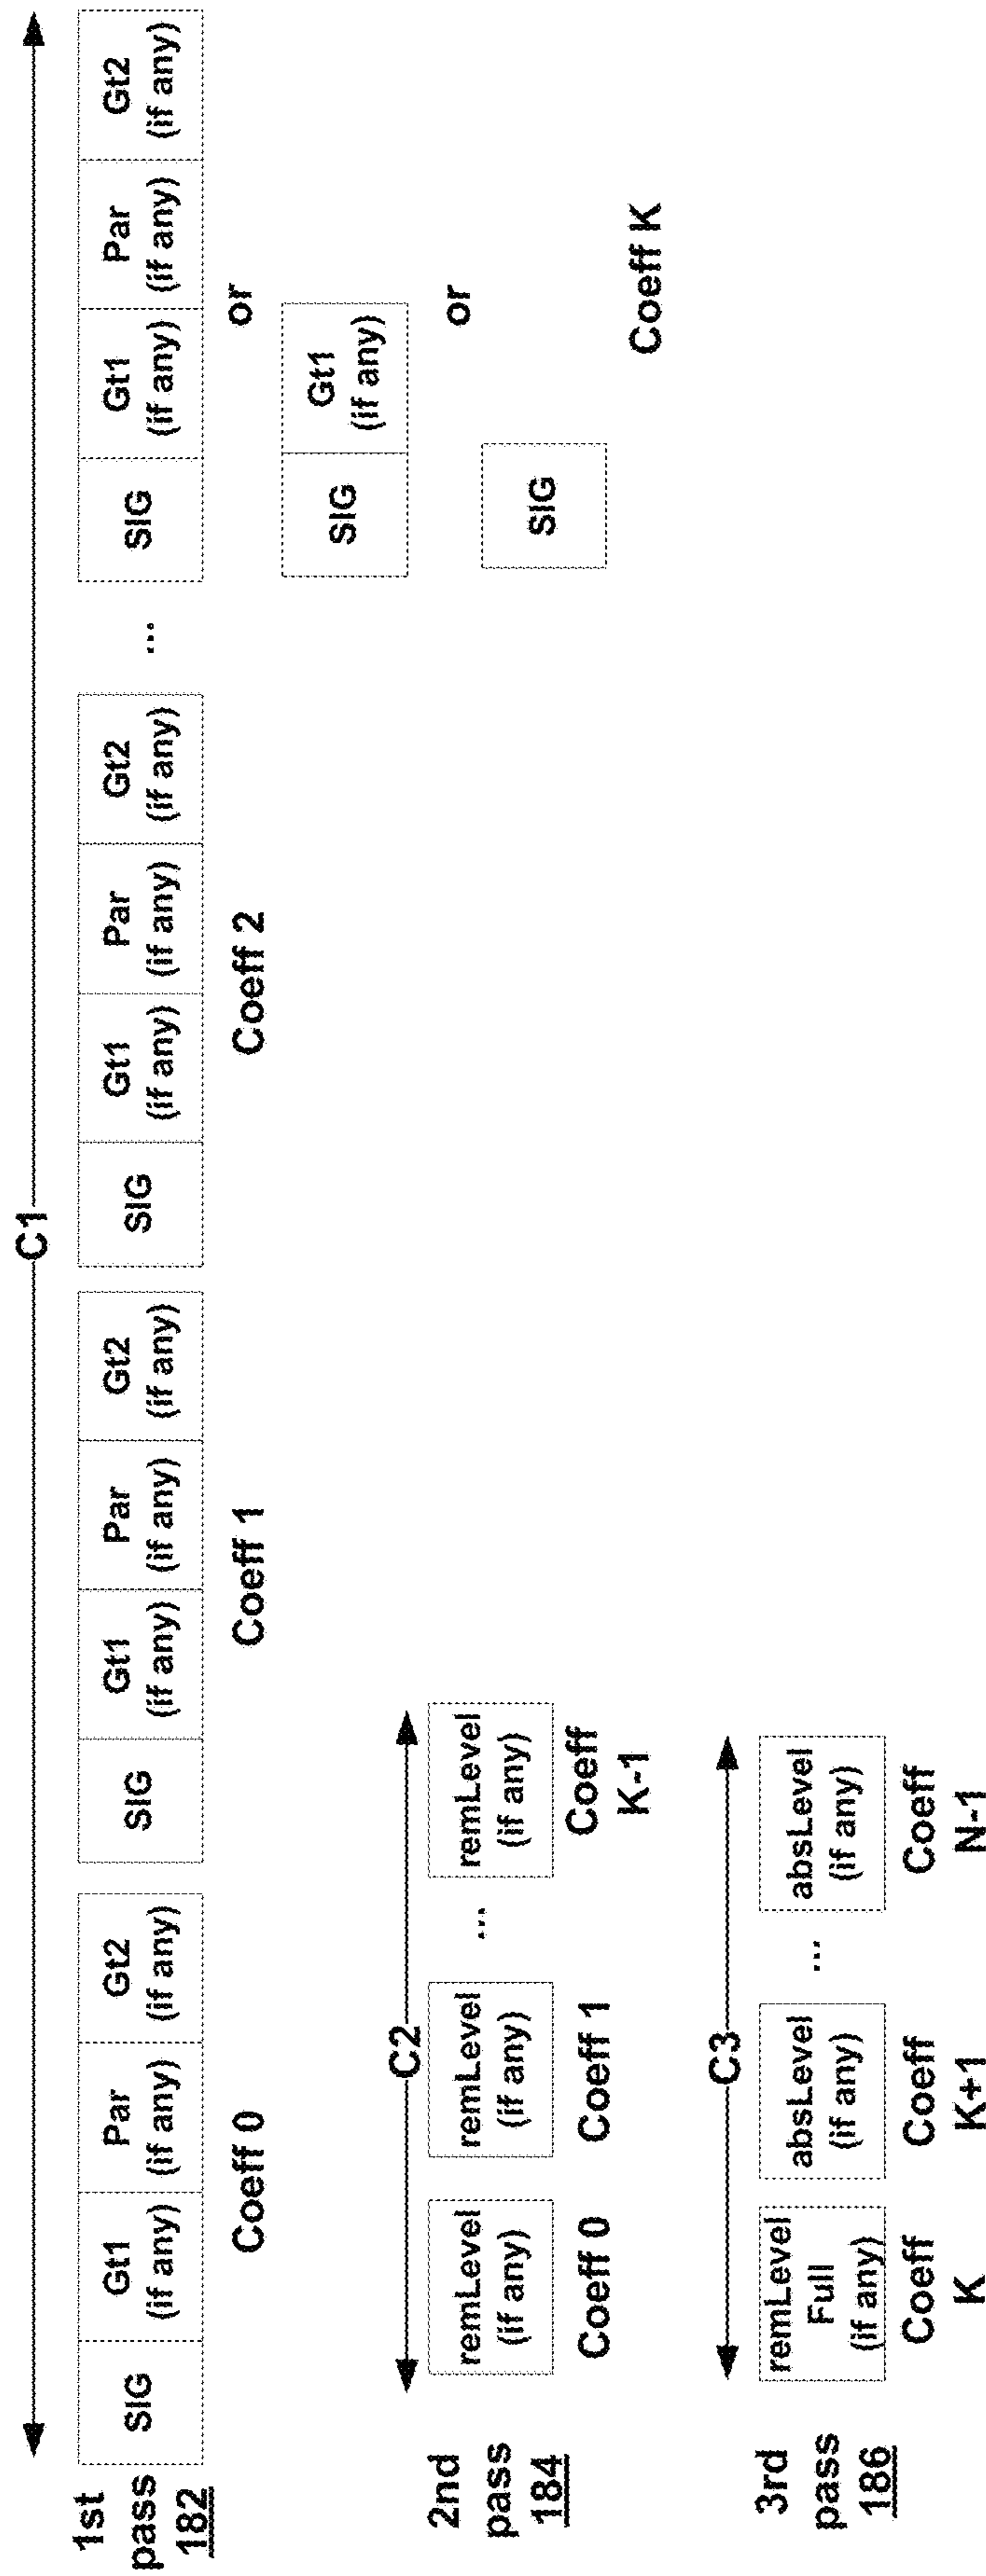 C1
1st
pass
182
SIG
Gt1
(if any)
Par
(if any)
Gt2
(if any)
Coeff 0
SIG
Gt1
(if any)
Par
(if any)
Gt2
(if any)
Coeff 1
SIG
Gt1
(if any)
Par
(if any)
Gt2
(if any)
Coeff 2
...
SIG
Gt1
(if any)
Par
(if any)
Gt2
(if any)
or
SIG
Gt1
(if any)
or
SIG
Coeff K
C2
2nd
pass
184
remLevel
(if any)
Coeff 0
remLevel
(if any)
Coeff 1
...
remLevel
(if any)
Coeff
K-1
C3
3rd
pass
186
remLevel
Full
(if any)
Coeff
K
absLevel
(if any)
Coeff
K+1
...
absLevel
(if any)
Coeff
N-1